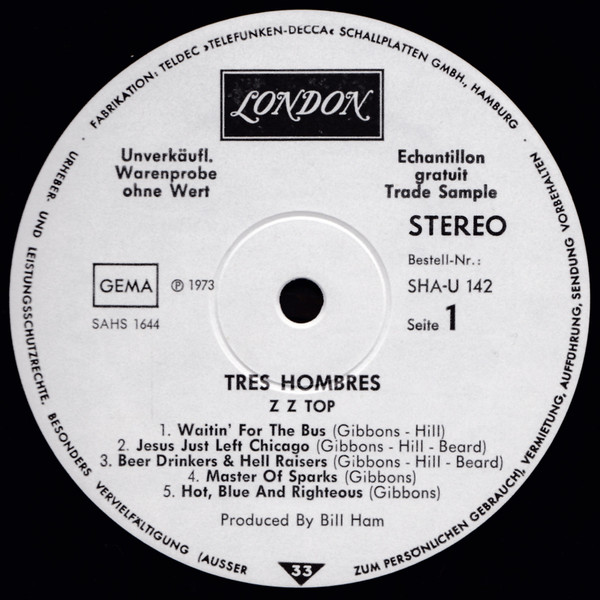 FABRIKATION: TELDEC »TELEFUNKEN-DECCA« SCHALLPLATTEN GMBH., HAMBURG
LONDON
Unverkäufl.
Warenprobe
ohne Wert
Echantillon
gratuit
Trade Sample
STEREO
Bestell-Nr.:
GEMA
℗ 1973
SHA-U 142
SAHS 1644
Seite 1
TRES HOMBRES
Z Z TOP
1. Waitin' For The Bus (Gibbons - Hill)
2. Jesus Just Left Chicago (Gibbons - Hill - Beard)
3. Beer Drinkers & Hell Raisers (Gibbons - Hill - Beard)
4. Master Of Sparks (Gibbons)
5. Hot, Blue And Righteous (Gibbons)
Produced By Bill Ham
33
URHEBER- UND LEISTUNGSSCHUTZRECHTE. BESONDERS VERVIELFÄLTIGUNG (AUSSER ZUM PERSÖNLICHEN GEBRAUCH), VERMIETUNG, AUFFÜHRUNG, SENDUNG VORBEHALTEN